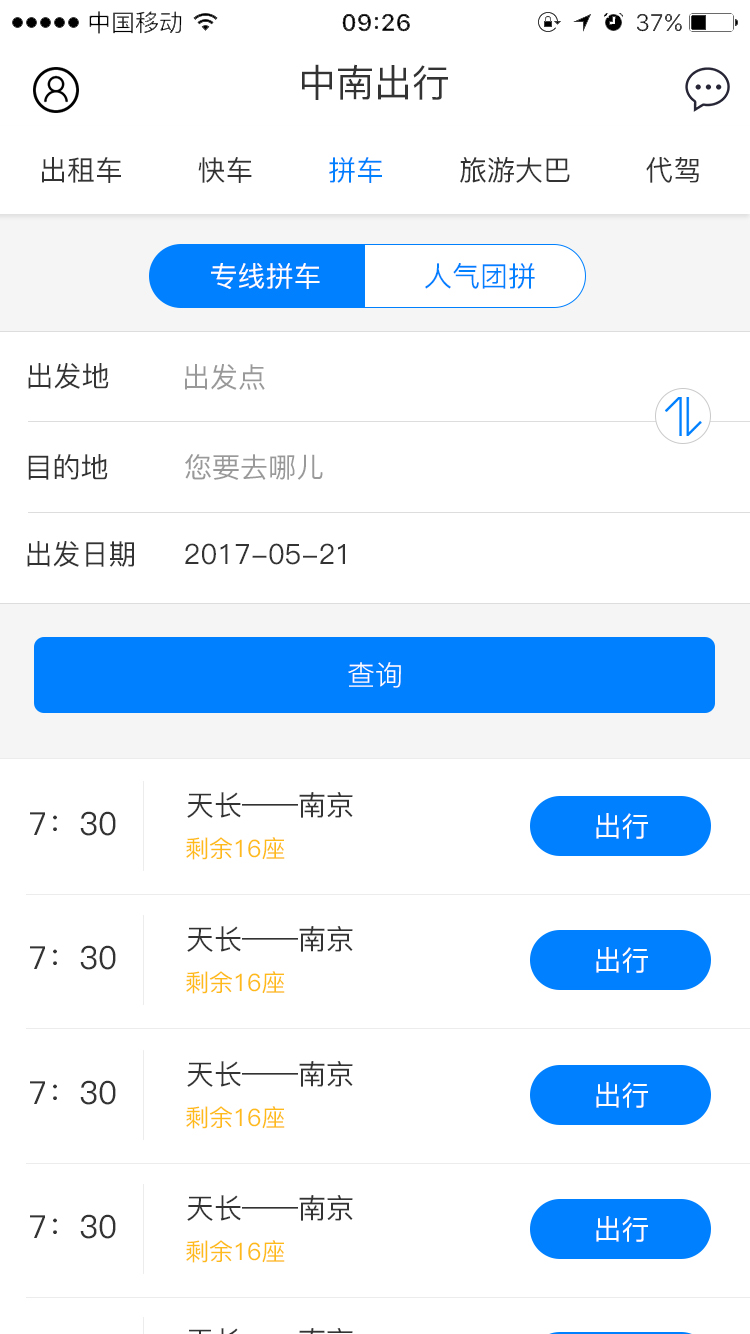 中国移动 09:26 37%
中南出行
出租车 快车 拼车 旅游大巴 代驾
专线拼车 人气团拼
出发地 出发点
目的地 您要去哪儿
出发日期 2017-05-21
查询
7：30 天长——南京 出行
剩余16座
7：30 天长——南京 出行
剩余16座
7：30 天长——南京 出行
剩余16座
7：30 天长——南京 出行
剩余16座